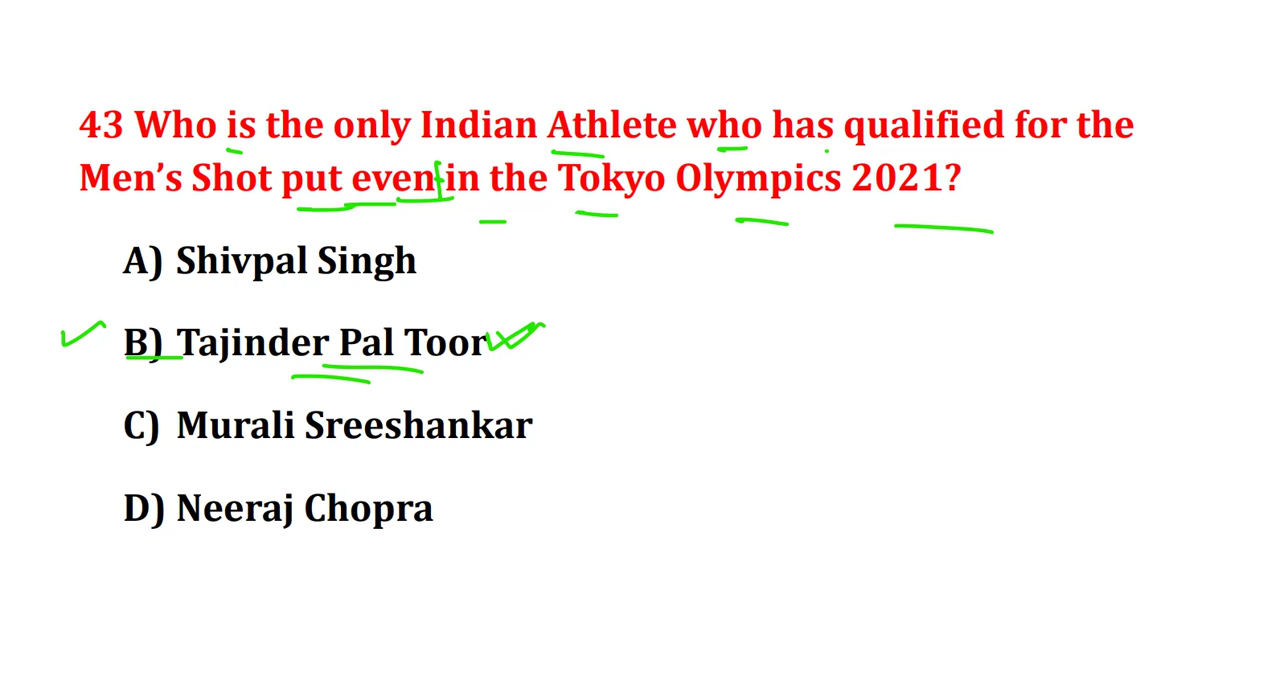 43 Who is the only Indian Athlete who has qualified for the
Men’s Shot put event in the Tokyo Olympics 2021?
A) Shivpal Singh
B) Tajinder Pal Toor
C) Murali Sreeshankar
D) Neeraj Chopra